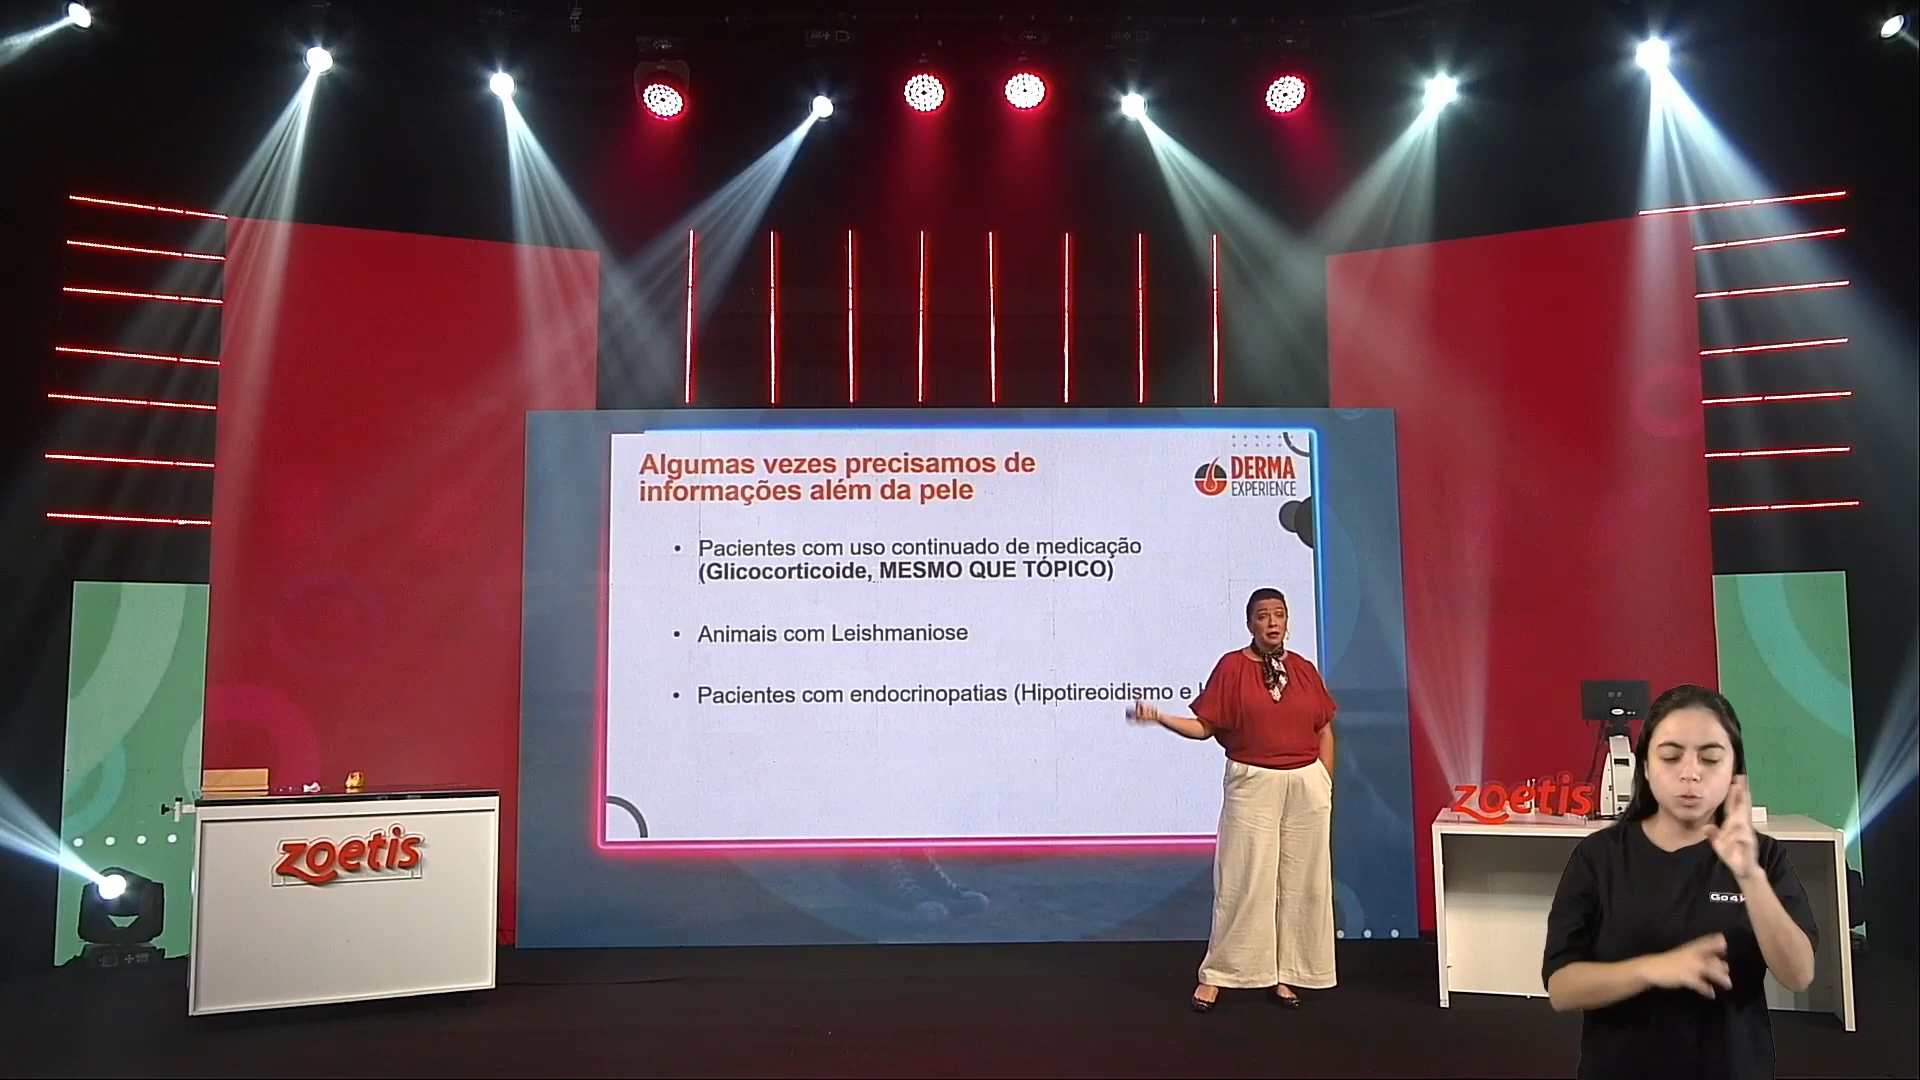 Algumas vezes precisamos de
informações além da pele
DERMA
EXPERIENCE
• Pacientes com uso continuado de medicação
(Glicocorticoide, MESMO QUE TÓPICO)
• Animais com Leishmaniose
• Pacientes com endocrinopatias (Hipotireoidismo e
zoetis
zoetis